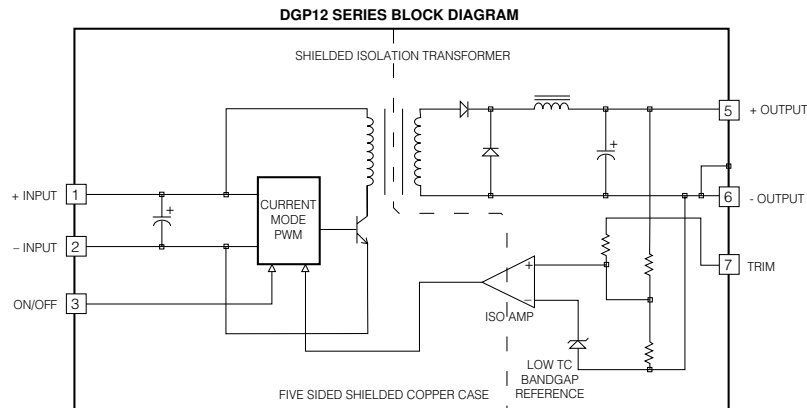 DGP12 SERIES BLOCK DIAGRAM
SHIELDED ISOLATION TRANSFORMER
5 + OUTPUT
+ INPUT 1
+
CURRENT
MODE
PWM
+
6 - OUTPUT
– INPUT 2
7 TRIM
ON/OFF 3
+
–
ISO AMP
LOW TC
BANDGAP
REFERENCE
FIVE SIDED SHIELDED COPPER CASE